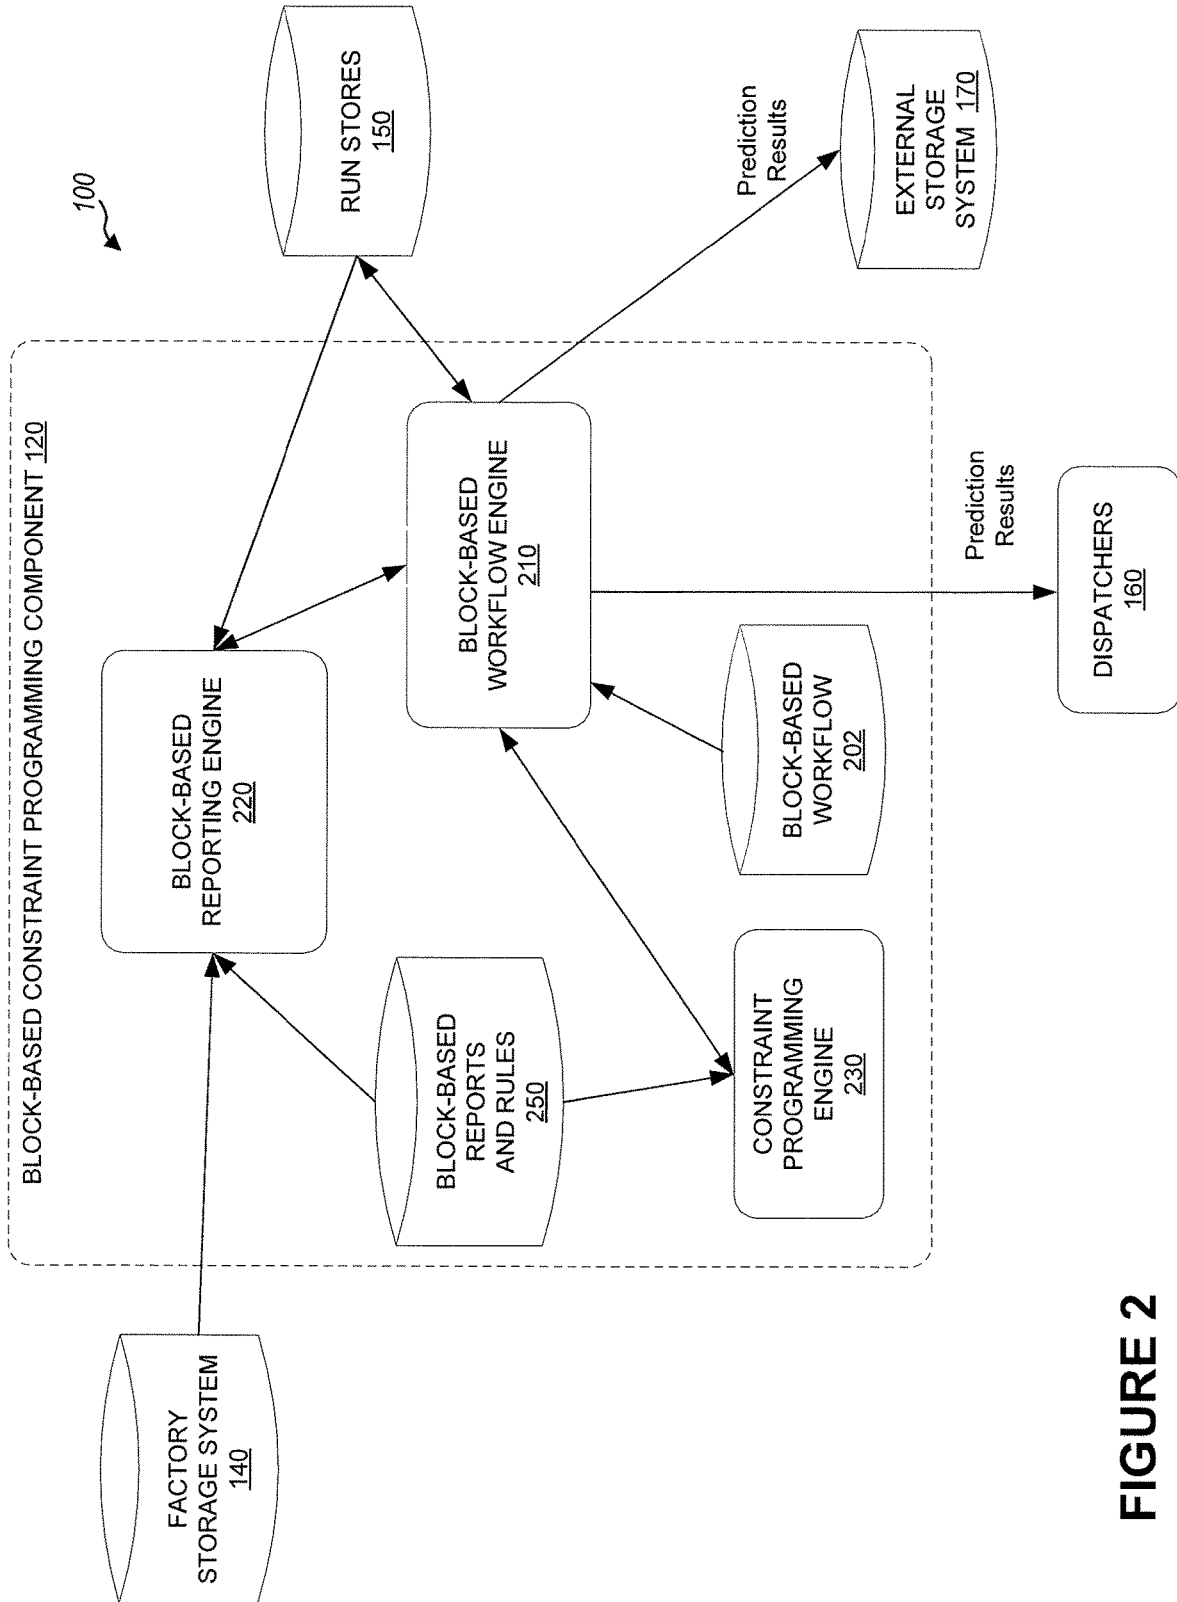 100
BLOCK-BASED CONSTRAINT PROGRAMMING COMPONENT 120
FACTORY
STORAGE SYSTEM
140
BLOCK-BASED
REPORTING ENGINE
220
RUN STORES
150
BLOCK-BASED
REPORTS
AND RULES
250
BLOCK-BASED
WORKFLOW ENGINE
210
CONSTRAINT
PROGRAMMING
ENGINE
230
BLOCK-BASED
WORKFLOW
202
Prediction
Results
EXTERNAL
STORAGE
SYSTEM 170
Prediction
Results
DISPATCHERS
160
FIGURE 2